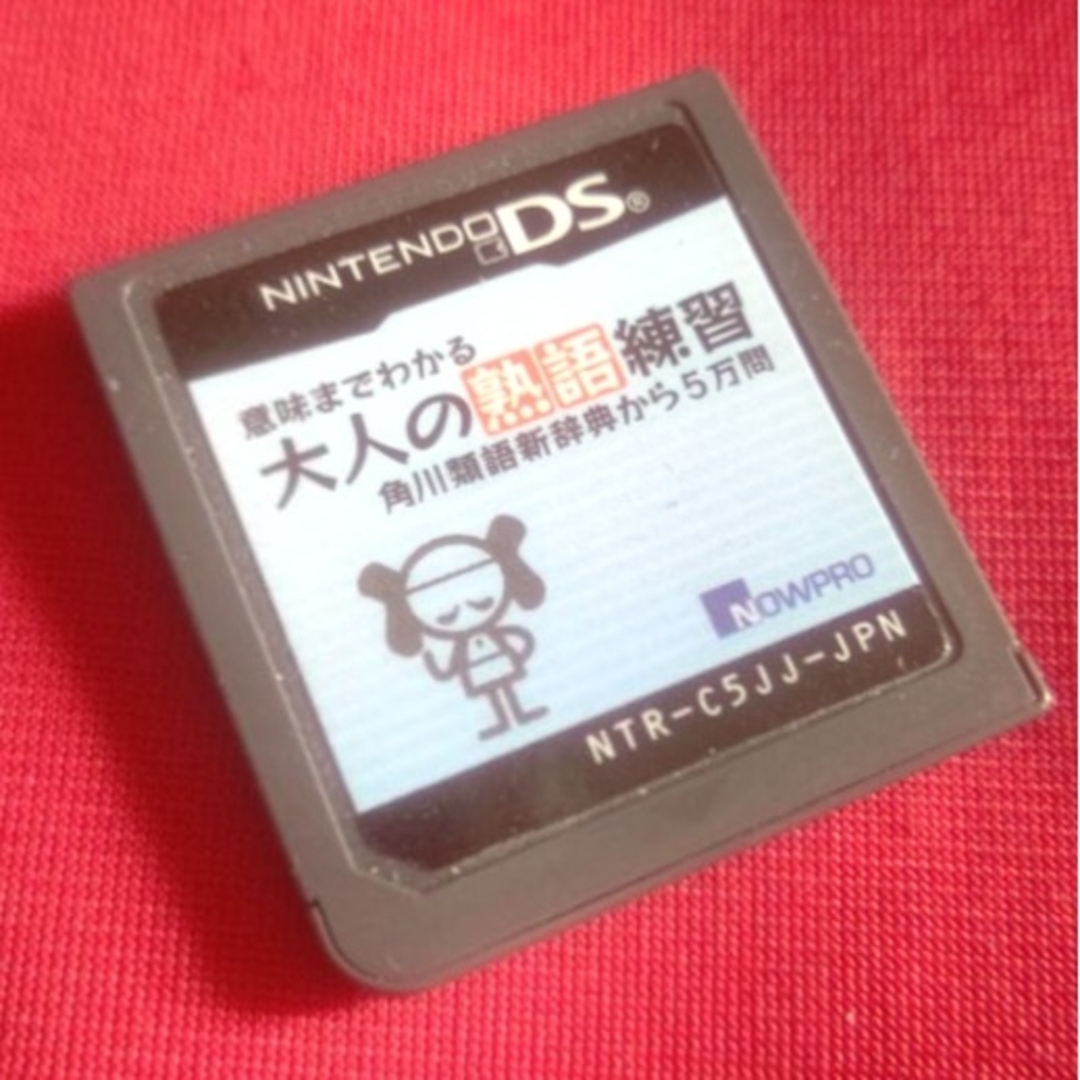 NINTENDO DS®
意味までわかる
大人の熟語練習
角川類語新辞典から5万問
NOWPRO
NTR-C5JJ-JPN